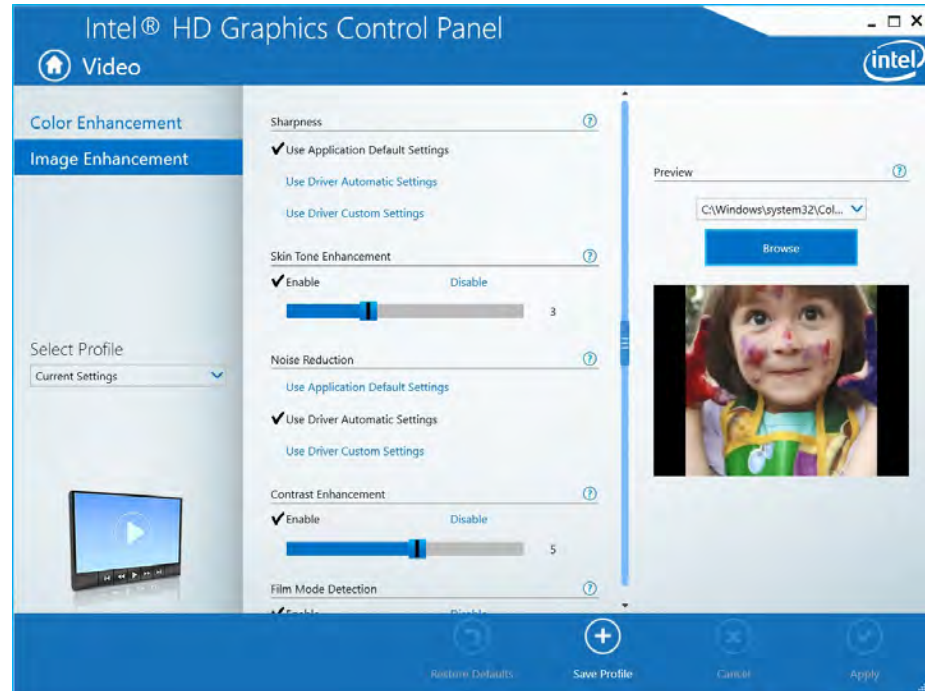 Intel® HD Graphics Control Panel
Video
intel
Color Enhancement
Image Enhancement
Select Profile
Current Settings
Sharpness
Use Application Default Settings
Use Driver Automatic Settings
Use Driver Custom Settings
Skin Tone Enhancement
Enable Disable
3
Noise Reduction
Use Application Default Settings
Use Driver Automatic Settings
Use Driver Custom Settings
Contrast Enhancement
Enable Disable
5
Film Mode Detection
Enable Disable
Preview
C:\Windows\system32\Col...
Browse
Restore Defaults Save Profile Cancel Apply